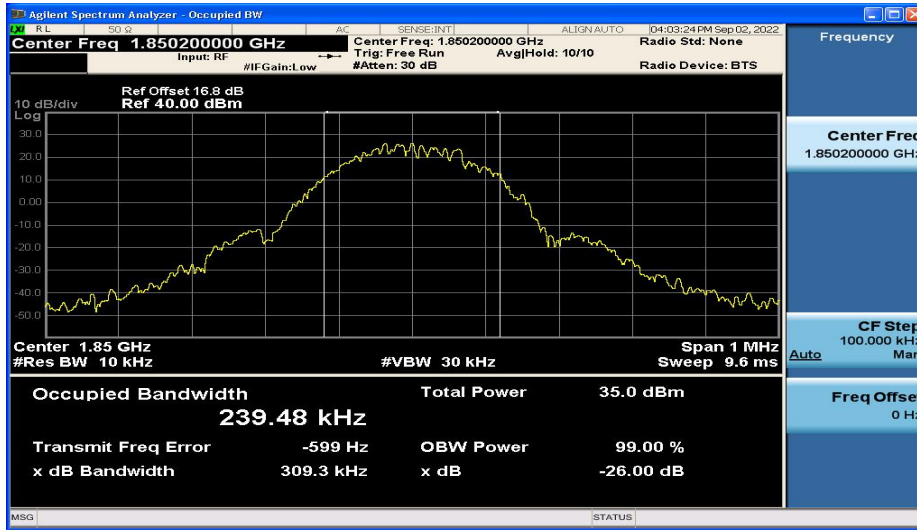 Agilent Spectrum Analyzer - Occupied BW
LXI RL 50 Ω AC SENSE:INT ALIGN AUTO 04:03:24 PM Sep 02, 2022
Center Freq 1.850200000 GHz
Input: RF
#IFGain:Low
Center Freq: 1.850200000 GHz
Trig: Free Run Avg|Hold: 10/10
#Atten: 30 dB
Radio Std: None
Radio Device: BTS
Ref Offset 16.8 dB
10 dB/div Ref 40.00 dBm
Log
30.0
20.0
10.0
0.00
-10.0
-20.0
-30.0
-40.0
-50.0
Center 1.85 GHz Span 1 MHz
#Res BW 10 kHz #VBW 30 kHz Sweep 9.6 ms
Occupied Bandwidth Total Power 35.0 dBm
239.48 kHz
Transmit Freq Error -599 Hz OBW Power 99.00 %
x dB Bandwidth 309.3 kHz x dB -26.00 dB
MSG STATUS
Frequency
Center Freq
1.850200000 GHz
CF Step
100.000 kHz
Auto Man
Freq Offset
0 Hz